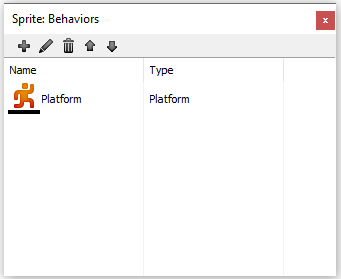 Sprite: Behaviors
x
Name Type
Platform Platform